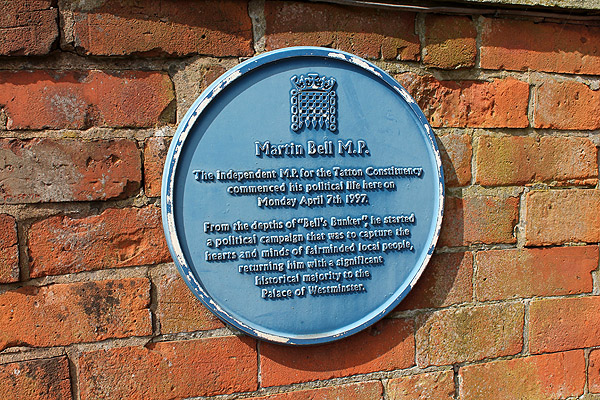 Martin Bell M.P.
The Independent M.P. for the Tatton Constituency
commenced his political life here on
Monday April 7th 1997.
From the depths of "Bell's Bunker", he started
a political campaign that was to capture the
hearts and minds of fairminded local people,
returning him with a significant
historical majority to the
Palace of Westminster.